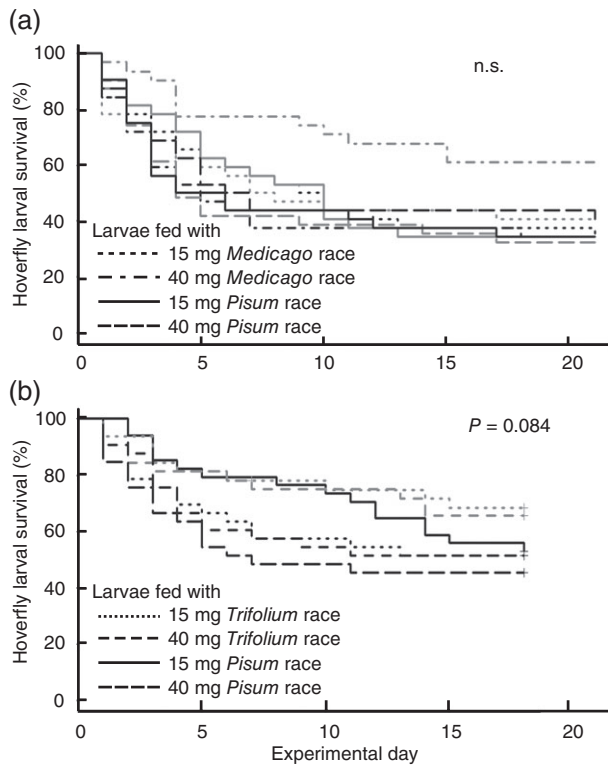 (a)
Hoverfly larval survival (%)
100
80
60
40
20
0
n.s.
Larvae fed with
15 mg Medicago race
40 mg Medicago race
15 mg Pisum race
40 mg Pisum race
0 5 10 15 20
(b)
Hoverfly larval survival (%)
100
80
60
40
20
0
P = 0.084
Larvae fed with
15 mg Trifolium race
40 mg Trifolium race
15 mg Pisum race
40 mg Pisum race
0 5 10 15 20
Experimental day